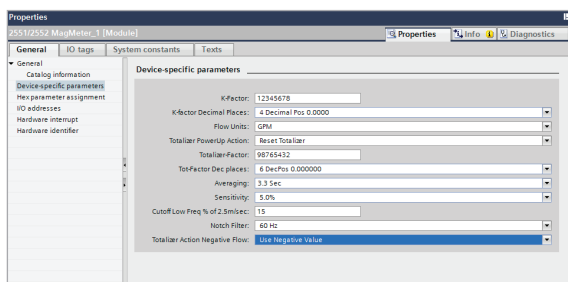 Properties
2551/2552 MagMeter_1 [Module]
Properties
Info
Diagnostics
General
IO tags
System constants
Texts
General
Catalog information
Device-specific parameters
Hex parameter assignment
I/O addresses
Hardware interrupt
Hardware identifier
Device-specific parameters
K-Factor: 12345678
K-factor Decimal Places: 4 Decimal Pos 0.0000
Flow Units: GPM
Totalizer PowerUp Action: Reset Totalizer
Totalizer-Factor: 98765432
Tot-Factor Dec places: 6 DecPos 0.000000
Averaging: 3.3 Sec
Sensitivity: 5.0%
Cutoff Low Freq % of 2.5m/sec: 15
Notch Filter: 60 Hz
Totalizer Action Negative Flow: Use Negative Value